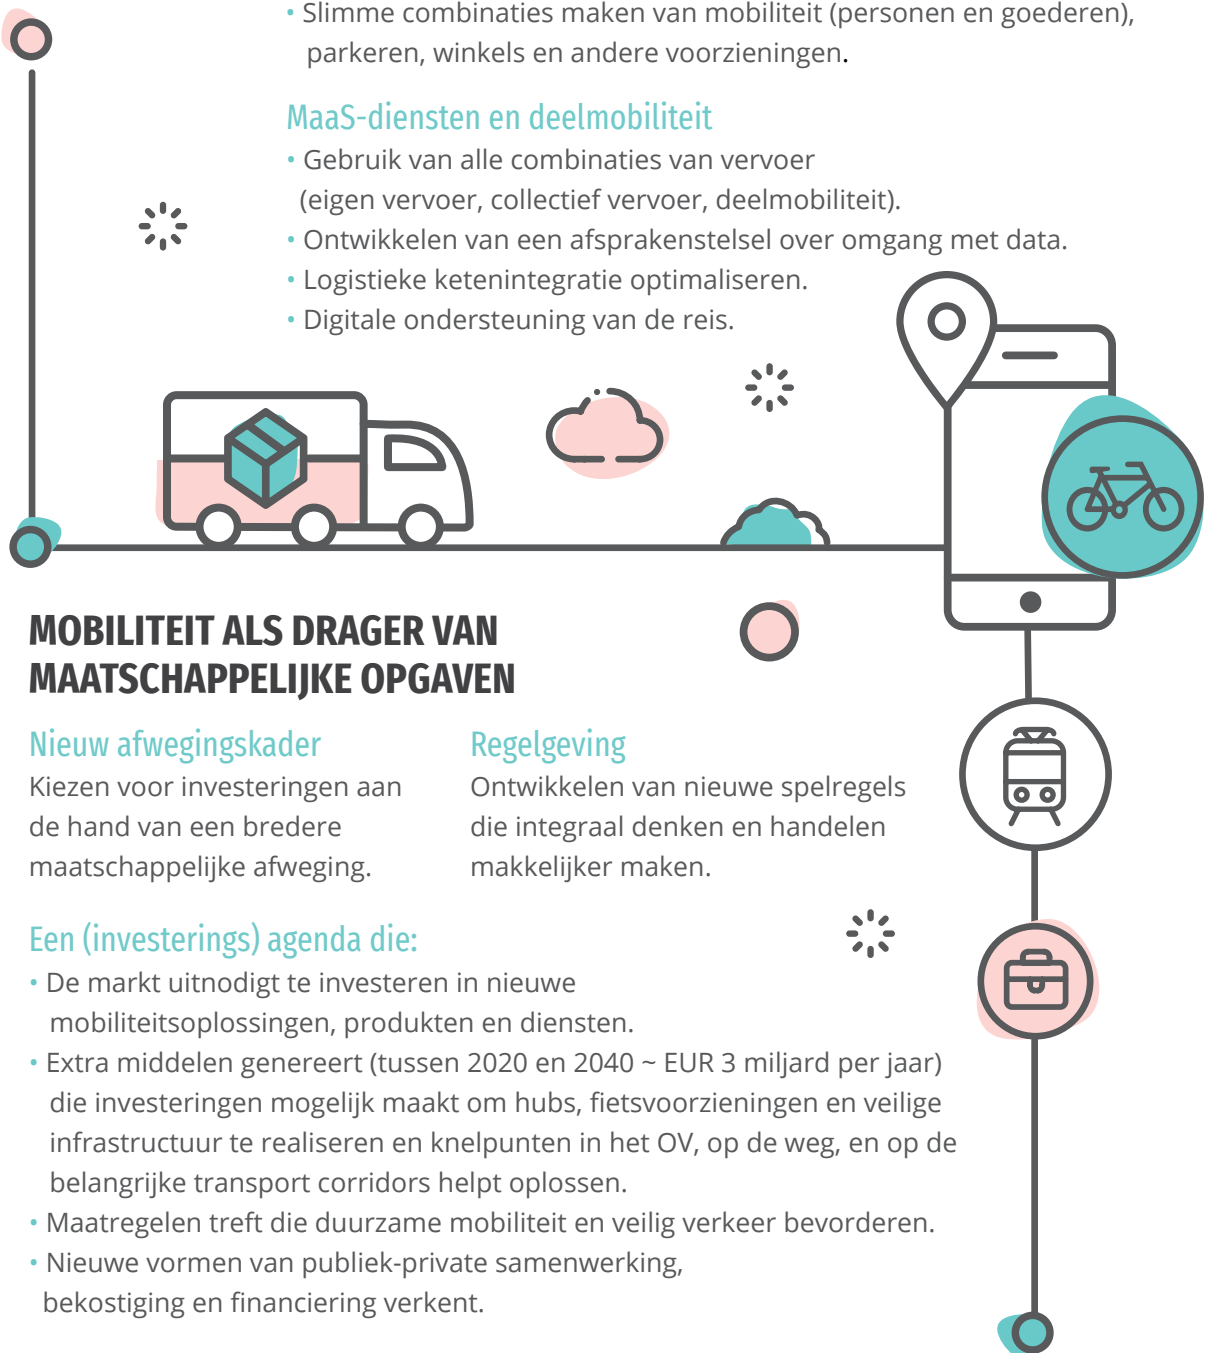 • Slimme combinaties maken van mobiliteit (personen en goederen),
parkeren, winkels en andere voorzieningen.
MaaS-diensten en deelmobiliteit
• Gebruik van alle combinaties van vervoer
(eigen vervoer, collectief vervoer, deelmobiliteit).
• Ontwikkelen van een afsprakenstelsel over omgang met data.
• Logistieke ketenintegratie optimaliseren.
• Digitale ondersteuning van de reis.
MOBILITEIT ALS DRAGER VAN
MAATSCHAPPELIJKE OPGAVEN
Nieuw afwegingskader
Kiezen voor investeringen aan
de hand van een bredere
maatschappelijke afweging.
Regelgeving
Ontwikkelen van nieuwe spelregels
die integraal denken en handelen
makkelijker maken.
Een (investerings) agenda die:
• De markt uitnodigt te investeren in nieuwe
mobiliteitsoplossingen, produkten en diensten.
• Extra middelen genereert (tussen 2020 en 2040 ~ EUR 3 miljard per jaar)
die investeringen mogelijk maakt om hubs, fietsvoorzieningen en veilige
infrastructuur te realiseren en knelpunten in het OV, op de weg, en op de
belangrijke transport corridors helpt oplossen.
• Maatregelen treft die duurzame mobiliteit en veilig verkeer bevorderen.
• Nieuwe vormen van publiek-private samenwerking,
bekostiging en financiering verkent.